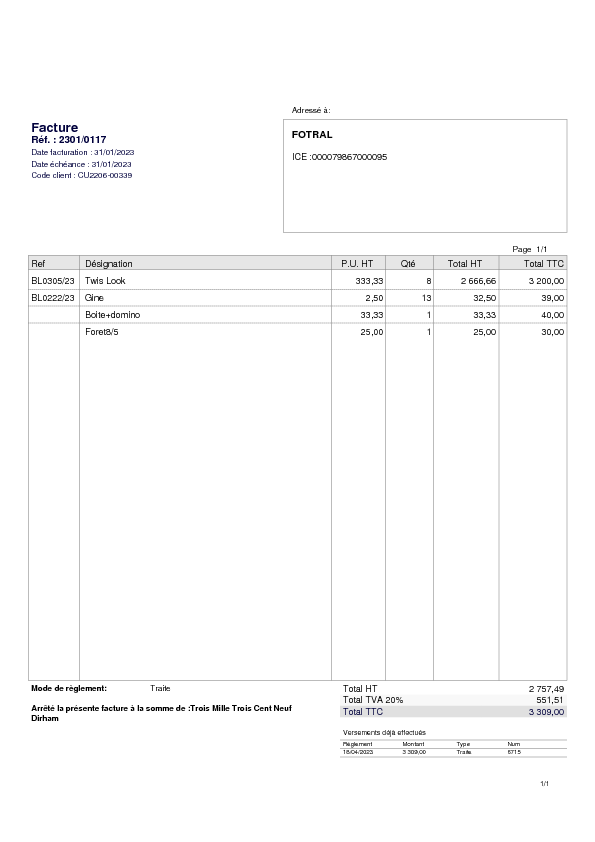 Adressé à:
Facture
Réf. : 2301/0117
Date facturation : 31/01/2023
Date échéance : 31/01/2023
Code client : CU2206-00339
FOTRAL
ICE :000079867000095
Page 1/1
Ref Désignation P.U. HT Qté Total HT Total TTC
BL0305/23 Twis Look 333,33 8 2 666,66 3 200,00
BL0222/23 Gine 2,50 13 32,50 39,00
Boite+domino 33,33 1 33,33 40,00
Foret8/5 25,00 1 25,00 30,00
Mode de règlement: Traite
Arrêté la présente facture à la somme de :Trois Mille Trois Cent Neuf
Dirham
Total HT 2 757,49
Total TVA 20% 551,51
Total TTC 3 309,00
Versements déjà effectués
Règlement Montant Type Num
18/04/2023 3 309,00 Traite 6715
1/1